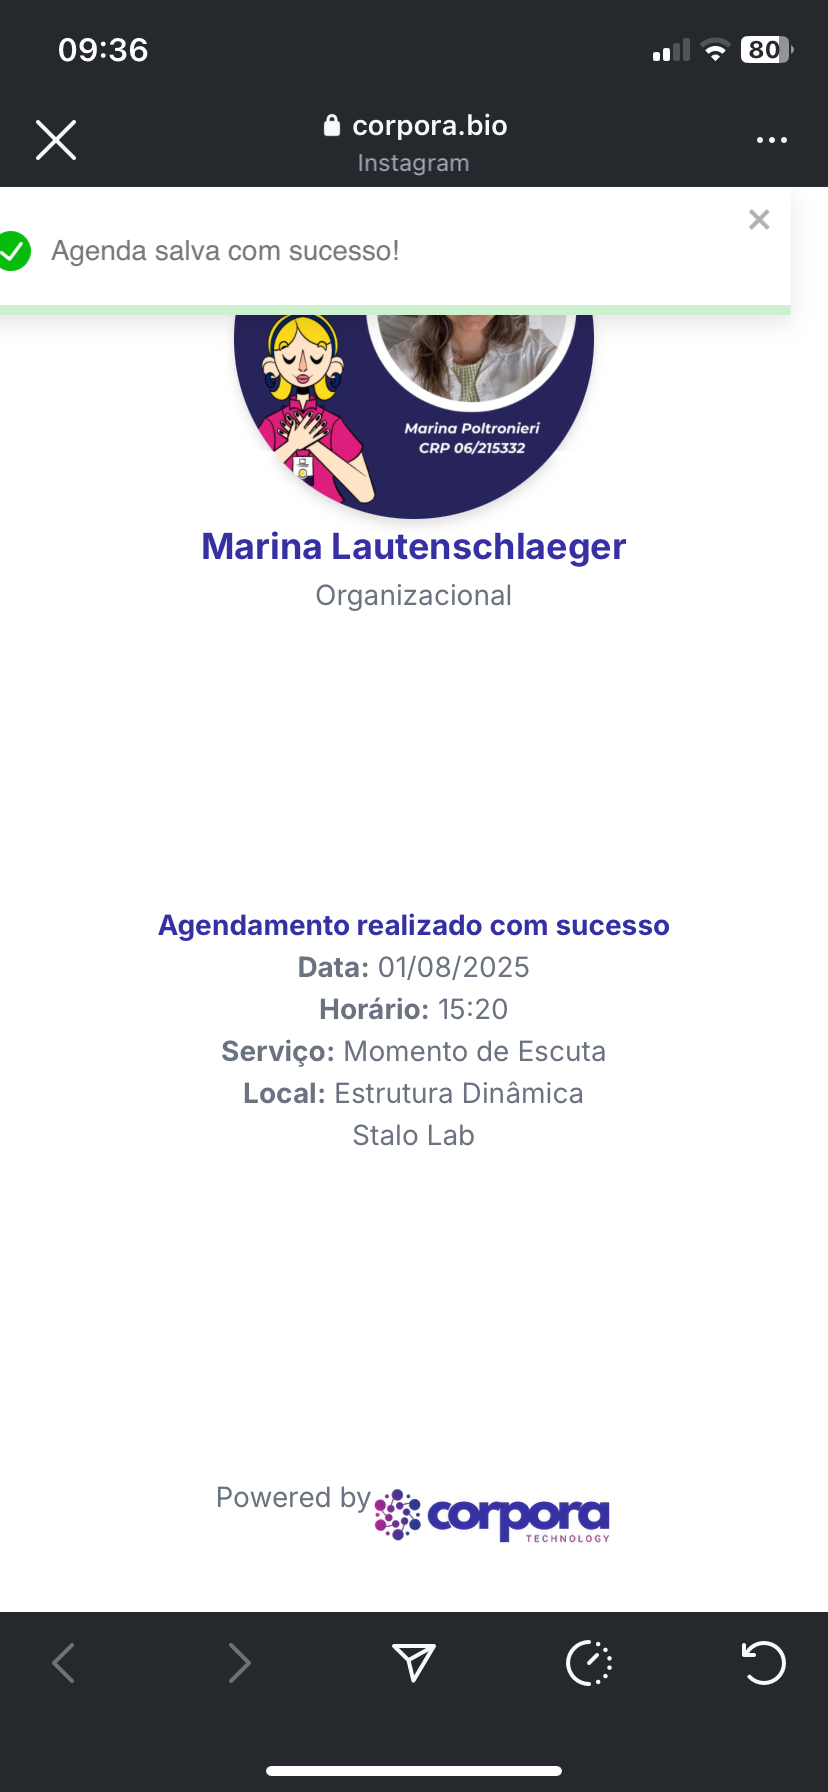 09:36
80
corpora.bio
Instagram
Agenda salva com sucesso!
Marina Poltronieri
CRP 06/215332
Marina Lautenschlaeger
Organizacional
Agendamento realizado com sucesso
Data: 01/08/2025
Horário: 15:20
Serviço: Momento de Escuta
Local: Estrutura Dinâmica
Stalo Lab
Powered by corpora
TECHNOLOGY